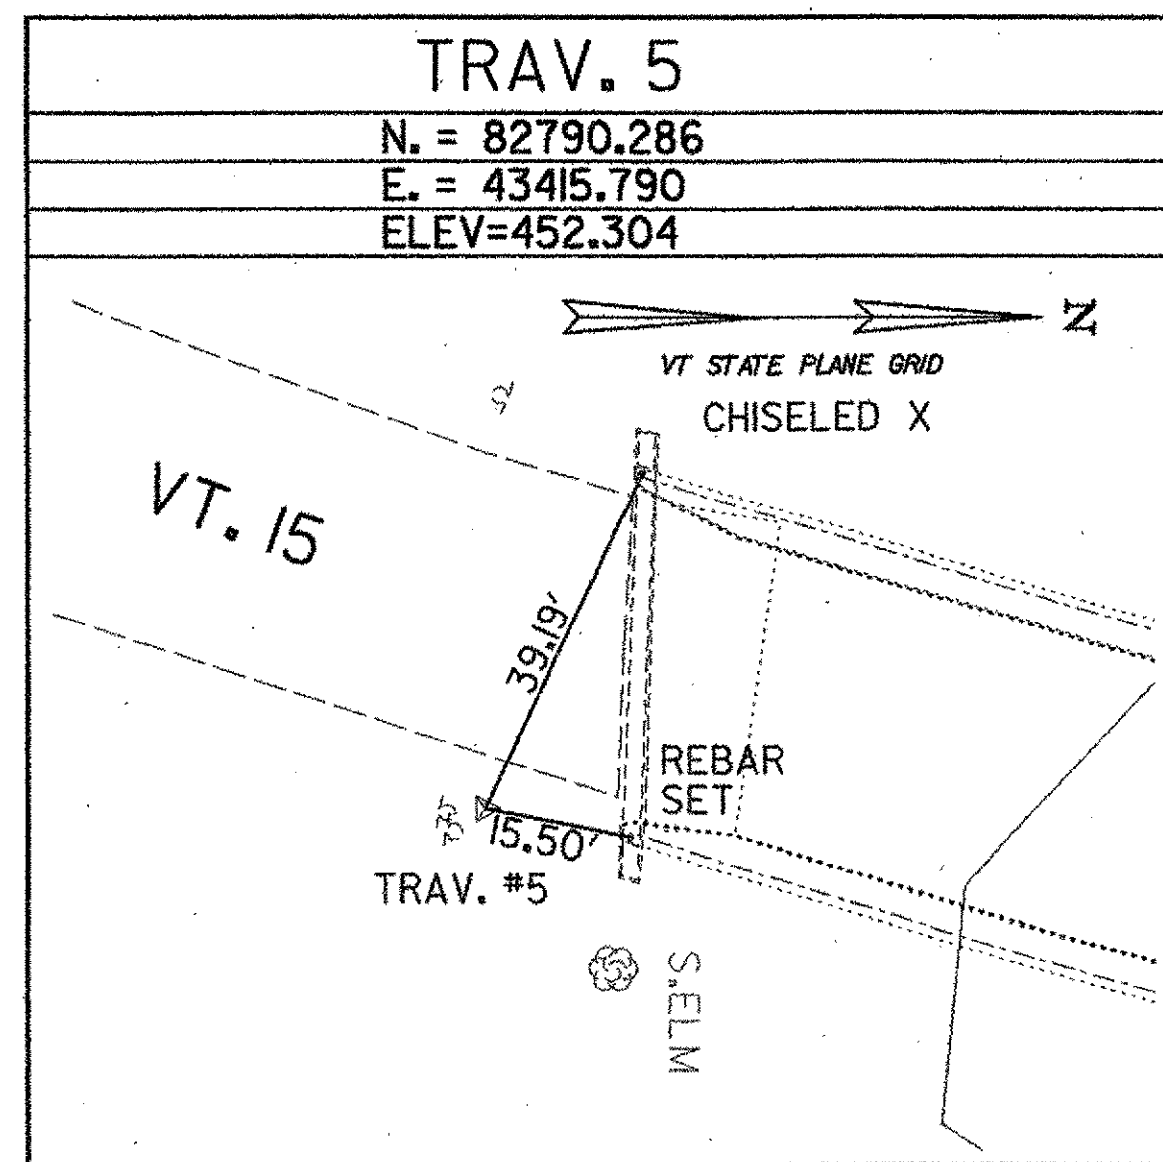 TRAV. 5
N. = 82790.286
E. = 43415.790
ELEV=452.304
N
VT STATE PLANE GRID
CHISELED X
VT. 15
39.19'
REBAR
SET
15.50'
TRAV. #5
S.ELM